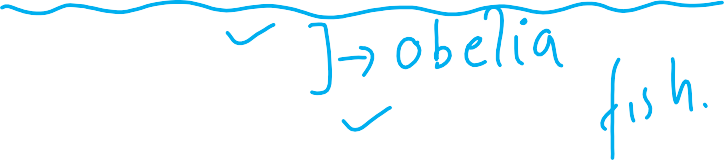 ✓ ] → obelia
✓ fish.